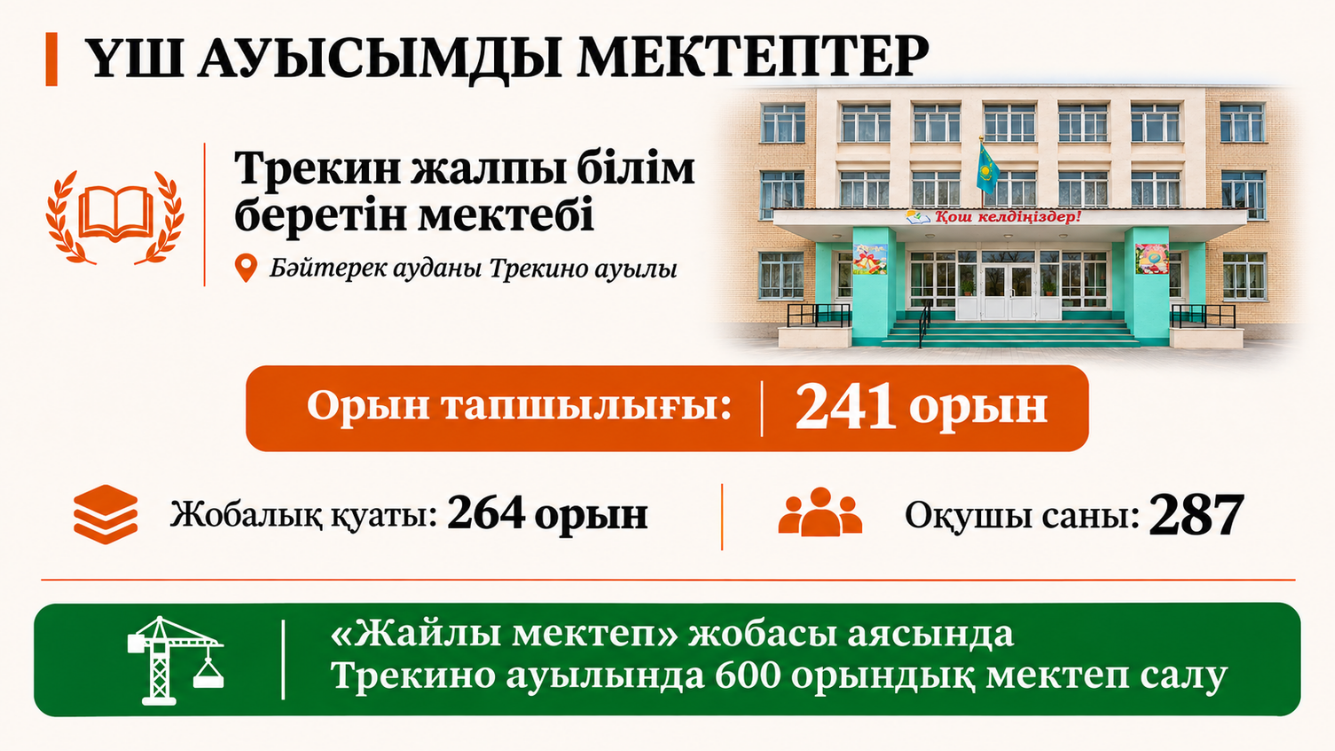 ҮШ АУЫСЫМДЫ МЕКТЕПТЕР
Трекин жалпы білім
беретін мектебі
Бәйтерек ауданы Трекино ауылы
Қош келдіңіздер!
Орын тапшылығы: 241 орын
Жобалық қуаты: 264 орын
Оқушы саны: 287
«Жайлы мектеп» жобасы аясында
Трекино ауылында 600 орындық мектеп салу